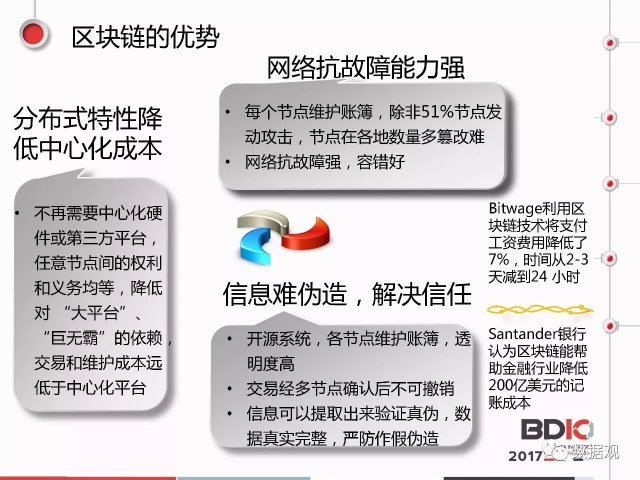 区块链的优势
网络抗故障能力强
• 每个节点维护账簿，除非51%节点发
动攻击，节点在各地数量多篡改难
• 网络抗故障强，容错好
分布式特性降
低中心化成本
• 不再需要中心化硬
件或第三方平台，
任意节点间的权利
和义务均等，降低
对 “大平台”、
“巨无霸”的依赖，
交易和维护成本远
低于中心化平台
信息难伪造，解决信任
• 开源系统，各节点维护账簿，透
明度高
• 交易经多节点确认后不可撤销
• 信息可以提取出来验证真伪，数
据真实完整，严防作假伪造
Bitwage利用区
块链技术将支付
工资费用降低了
7%，时间从2-3
天减到24 小时
Santander银行
认为区块链能帮
助金融行业降低
200亿美元的记
账成本
2017
数据观